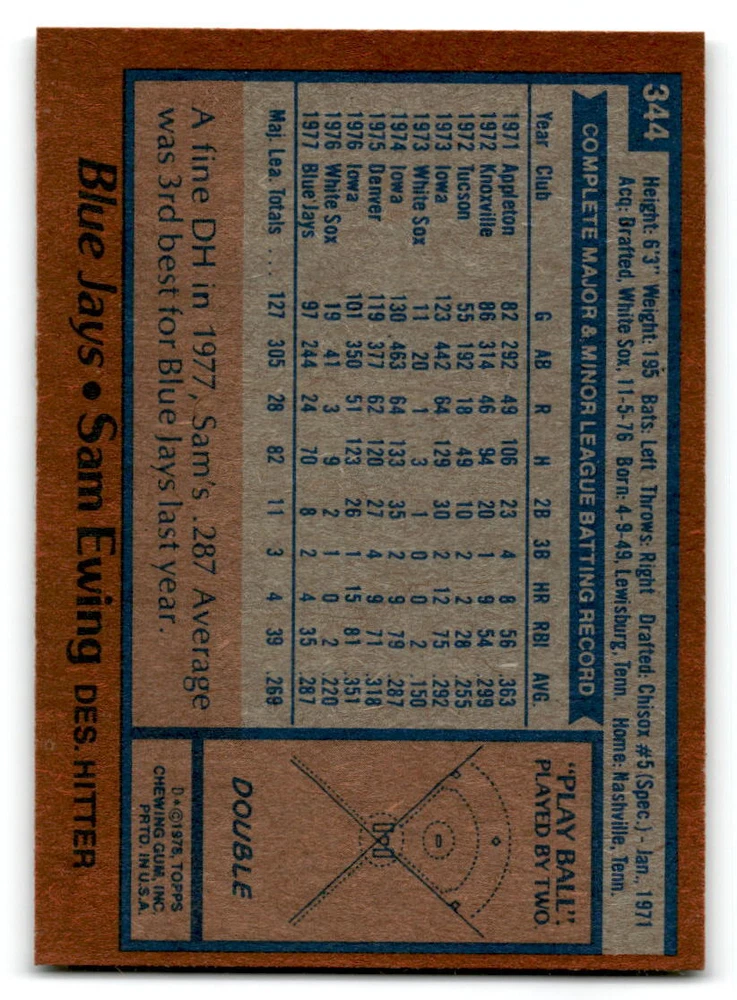 344
Height: 6'3" Weight: 195 Bats: Left Throws: Right Drafted: Chisox #5 (Spec.) - Jan., 1971
Acq: Drafted, White Sox, 11-5-76 Born: 4-9-49, Lewisburg, Tenn. Home: Nashville, Tenn.
COMPLETE MAJOR & MINOR LEAGUE BATTING RECORD
Year Club G AB R H 2B 3B HR RBI AVG.
1971 Appleton 82 292 49 106 23 4 8 56 .363
1972 Knoxville 86 314 46 94 20 1 9 54 .299
1972 Tucson 55 192 18 49 10 2 2 28 .255
1973 Iowa 123 442 64 129 30 2 12 75 .292
1973 White Sox 11 20 1 3 1 0 0 2 .150
1974 Iowa 130 463 64 133 35 2 9 79 .287
1975 Denver 119 377 62 120 27 4 9 71 .318
1976 Iowa 101 350 51 123 26 1 15 81 .351
1976 White Sox 19 41 3 9 2 1 0 2 .220
1977 Blue Jays 97 244 24 70 8 2 4 35 .287
Maj. Lea. Totals ... 127 305 28 82 11 3 4 39 .269
A fine DH in 1977, Sam's .287 Average
was 3rd best for Blue Jays last year.
"PLAY BALL".
PLAYED BY TWO
DOUBLE
D*©1978, TOPPS
CHEWING GUM, INC.
PRTD. IN U.S.A.
Blue Jays • Sam Ewing DES. HITTER